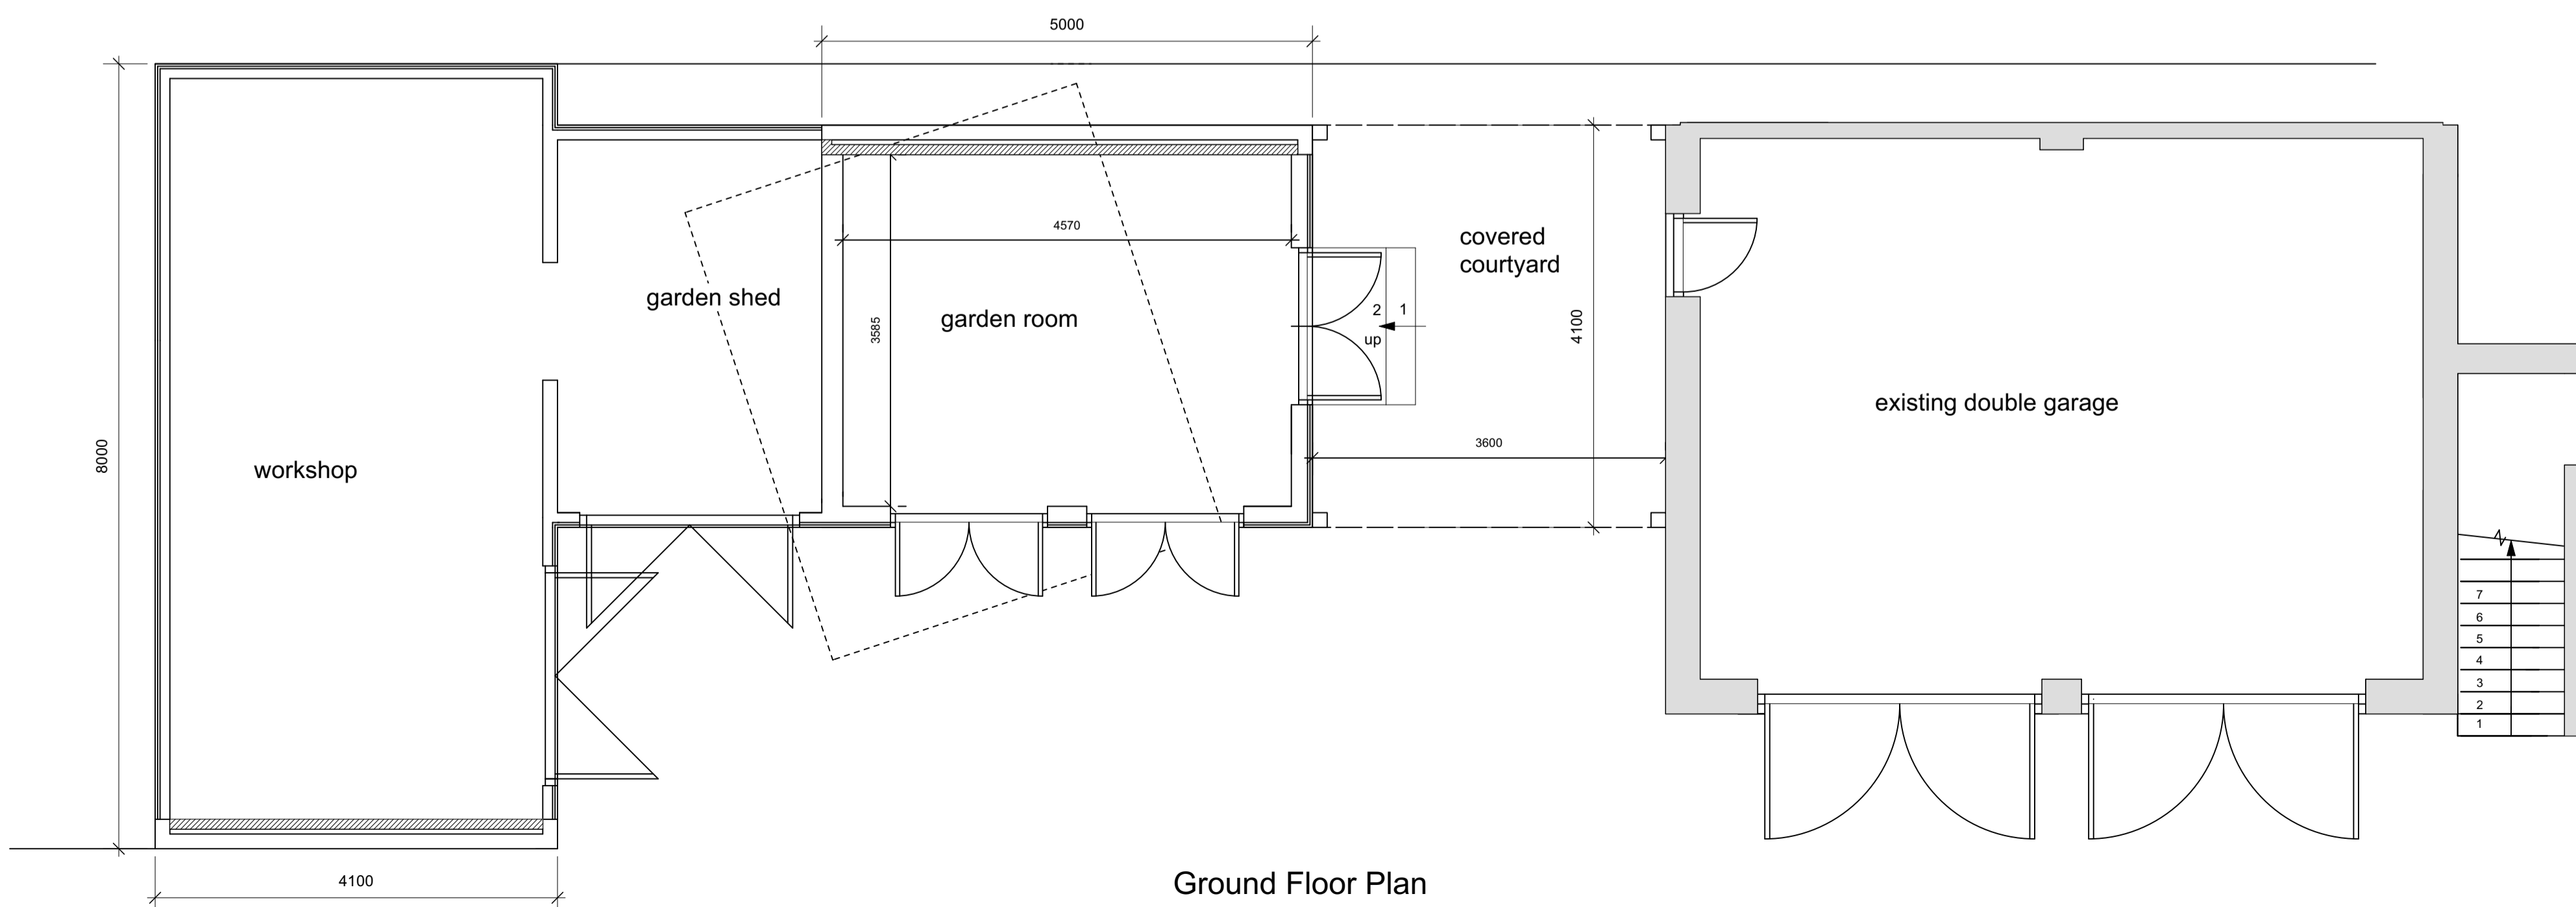 5000
4570
covered
courtyard
garden shed
garden room
3585
2
1
up
4100
existing double garage
3600
8000
workshop
7
6
5
4
3
2
1
4100
Ground Floor Plan